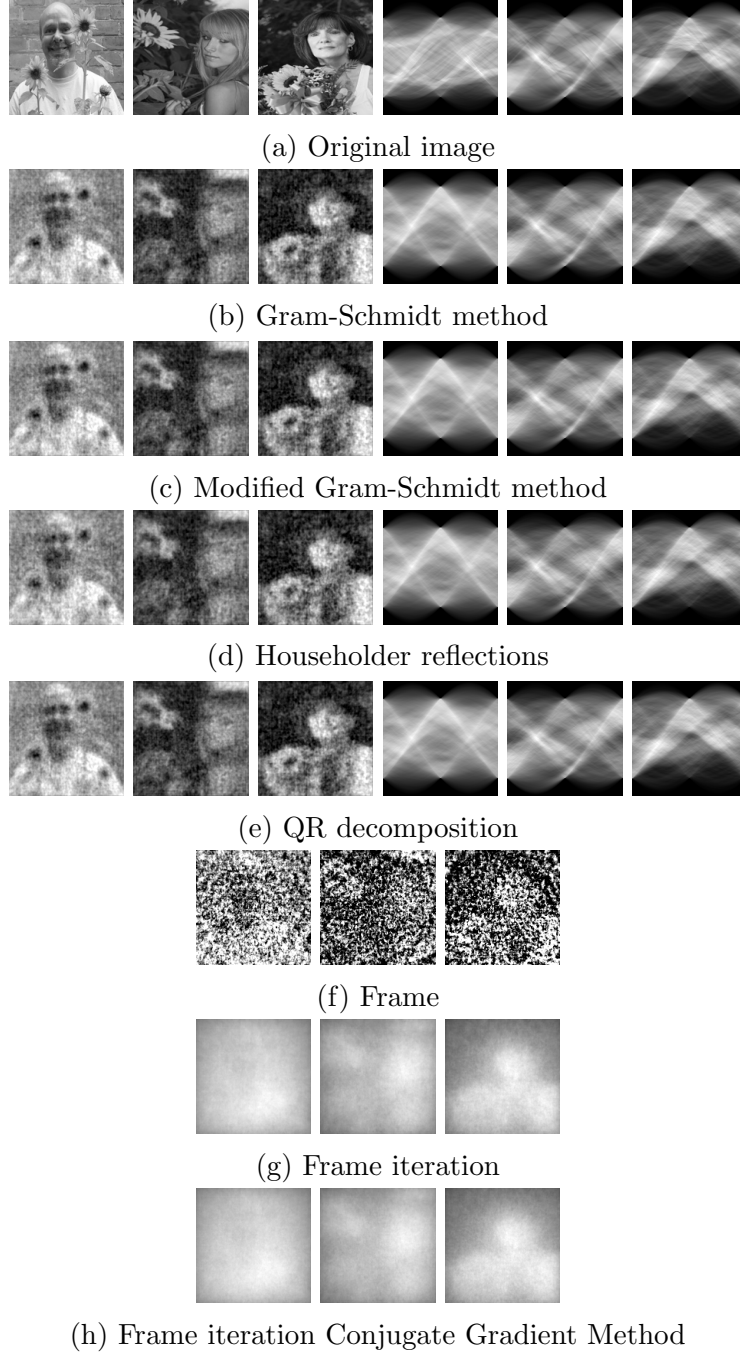 (a) Original image
(b) Gram-Schmidt method
(c) Modified Gram-Schmidt method
(d) Householder reflections
(e) QR decomposition
(f) Frame
(g) Frame iteration
(h) Frame iteration Conjugate Gradient Method